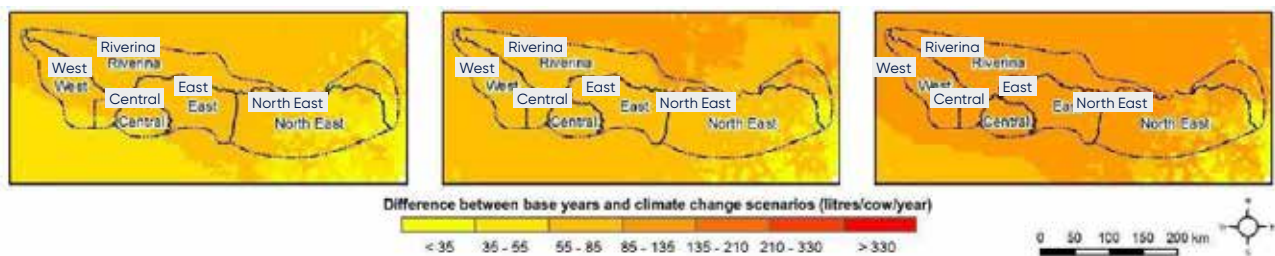 Riverina
Riverina
West
West
Central
Central
East
East
North East
North East
Riverina
Riverina
West
West
Central
Central
East
East
North East
North East
Riverina
Riverina
West
West
Central
Central
East
East
North East
North East
Difference between base years and climate change scenarios (litres/cow/year)
< 35 35 - 55 55 - 85 85 - 135 135 - 210 210 - 330 > 330
0 50 100 150 200 km